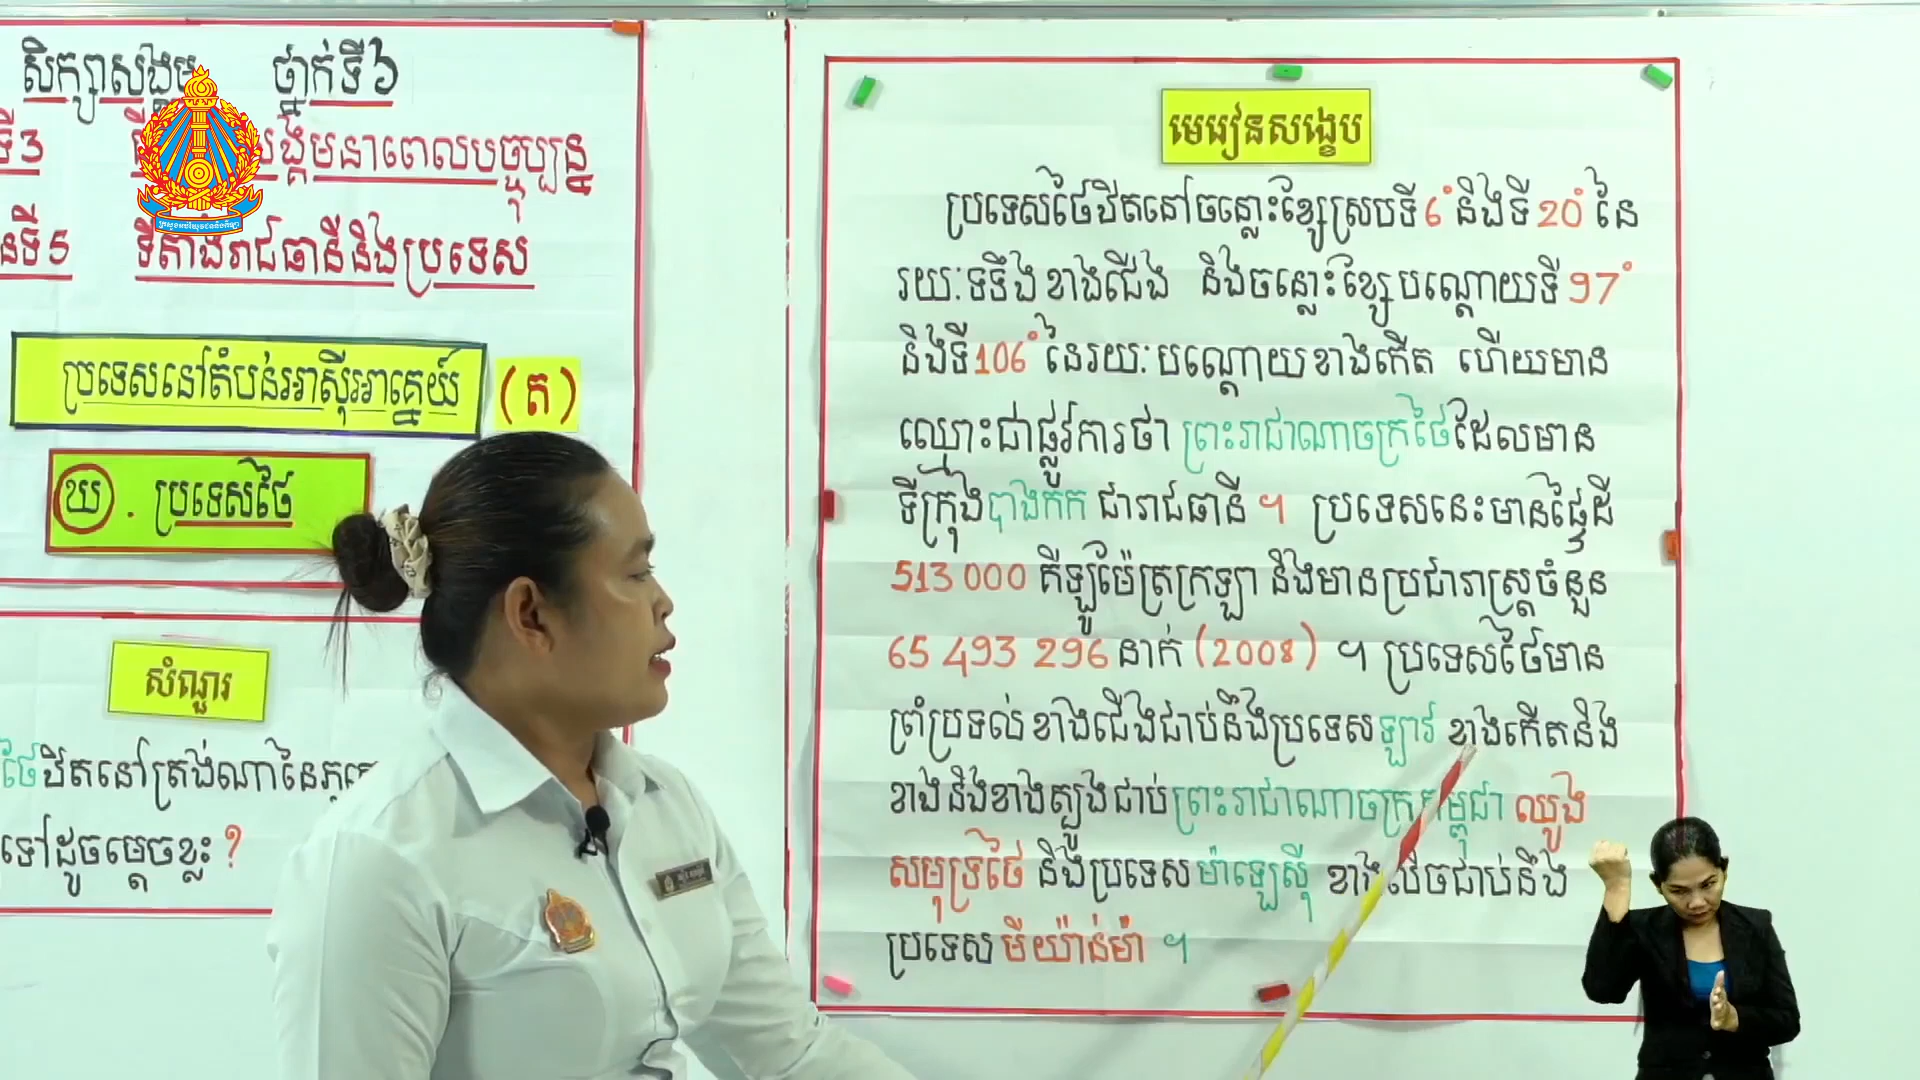 សិក្សាសង្គម ថ្នាក់ទី៦
ទី3 សង្គមនាពេលបច្ចុប្បន្ន
នទី5 ទីតាំងរាជធានីនិងប្រទេស
ប្រទេសនៅតំបន់អាស៊ីអាគ្នេយ៍ (ត)
ឃ. ប្រទេសថៃ
សំណួរ
ថៃឋិតនៅត្រង់ណានៃភូ
ទៅដូចម្តេចខ្លះ?
មេរៀនសង្ខេប
ប្រទេសថៃឋិតនៅចន្លោះខ្សែស្របទី 6° និងទី 20° នៃ
រយៈទទឹងខាងជើង និងចន្លោះខ្សែបណ្តោយទី 97°
និងទី 106° នៃរយៈបណ្តោយខាងកើត ហើយមាន
ឈ្មោះជាផ្លូវការថា ព្រះរាជាណាចក្រថៃដែលមាន
ទីក្រុងបាងកក ជារាជធានី ។ ប្រទេសនេះមានផ្ទៃដី
513 000 គីឡូម៉ែត្រក្រឡា និងមានប្រជារាស្ត្រចំនួន
65 493 296 នាក់ (2008) ។ ប្រទេសថៃមាន
ព្រំប្រទល់ខាងជើងជាប់នឹងប្រទេសឡាវ ខាងកើតនិង
ខាងនិងខាងត្បូងជាប់ព្រះរាជាណាចក្រកម្ពុជា ឈូង
សមុទ្រថៃ និងប្រទេសម៉ាឡេស៊ី ខាងលិចជាប់នឹង
ប្រទេសមីយ៉ាន់ម៉ា ។